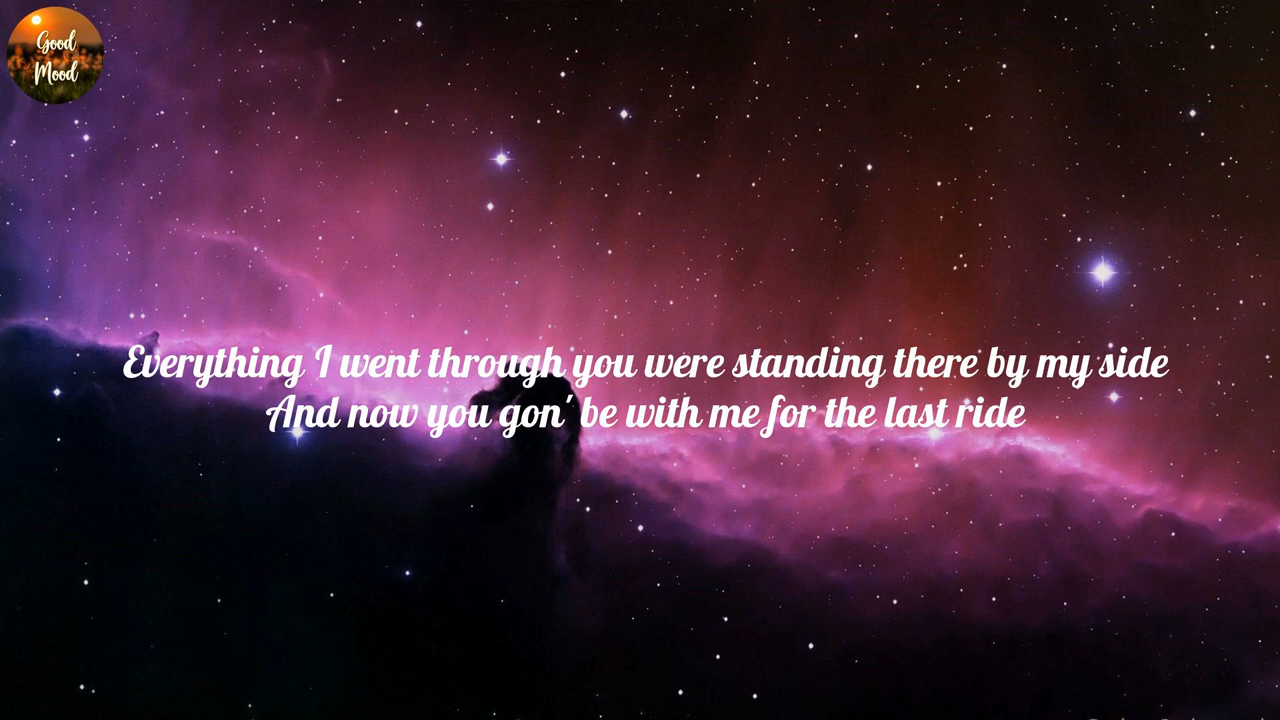 Good
Mood
Everything I went through you were standing there by my side
And now you gon' be with me for the last ride